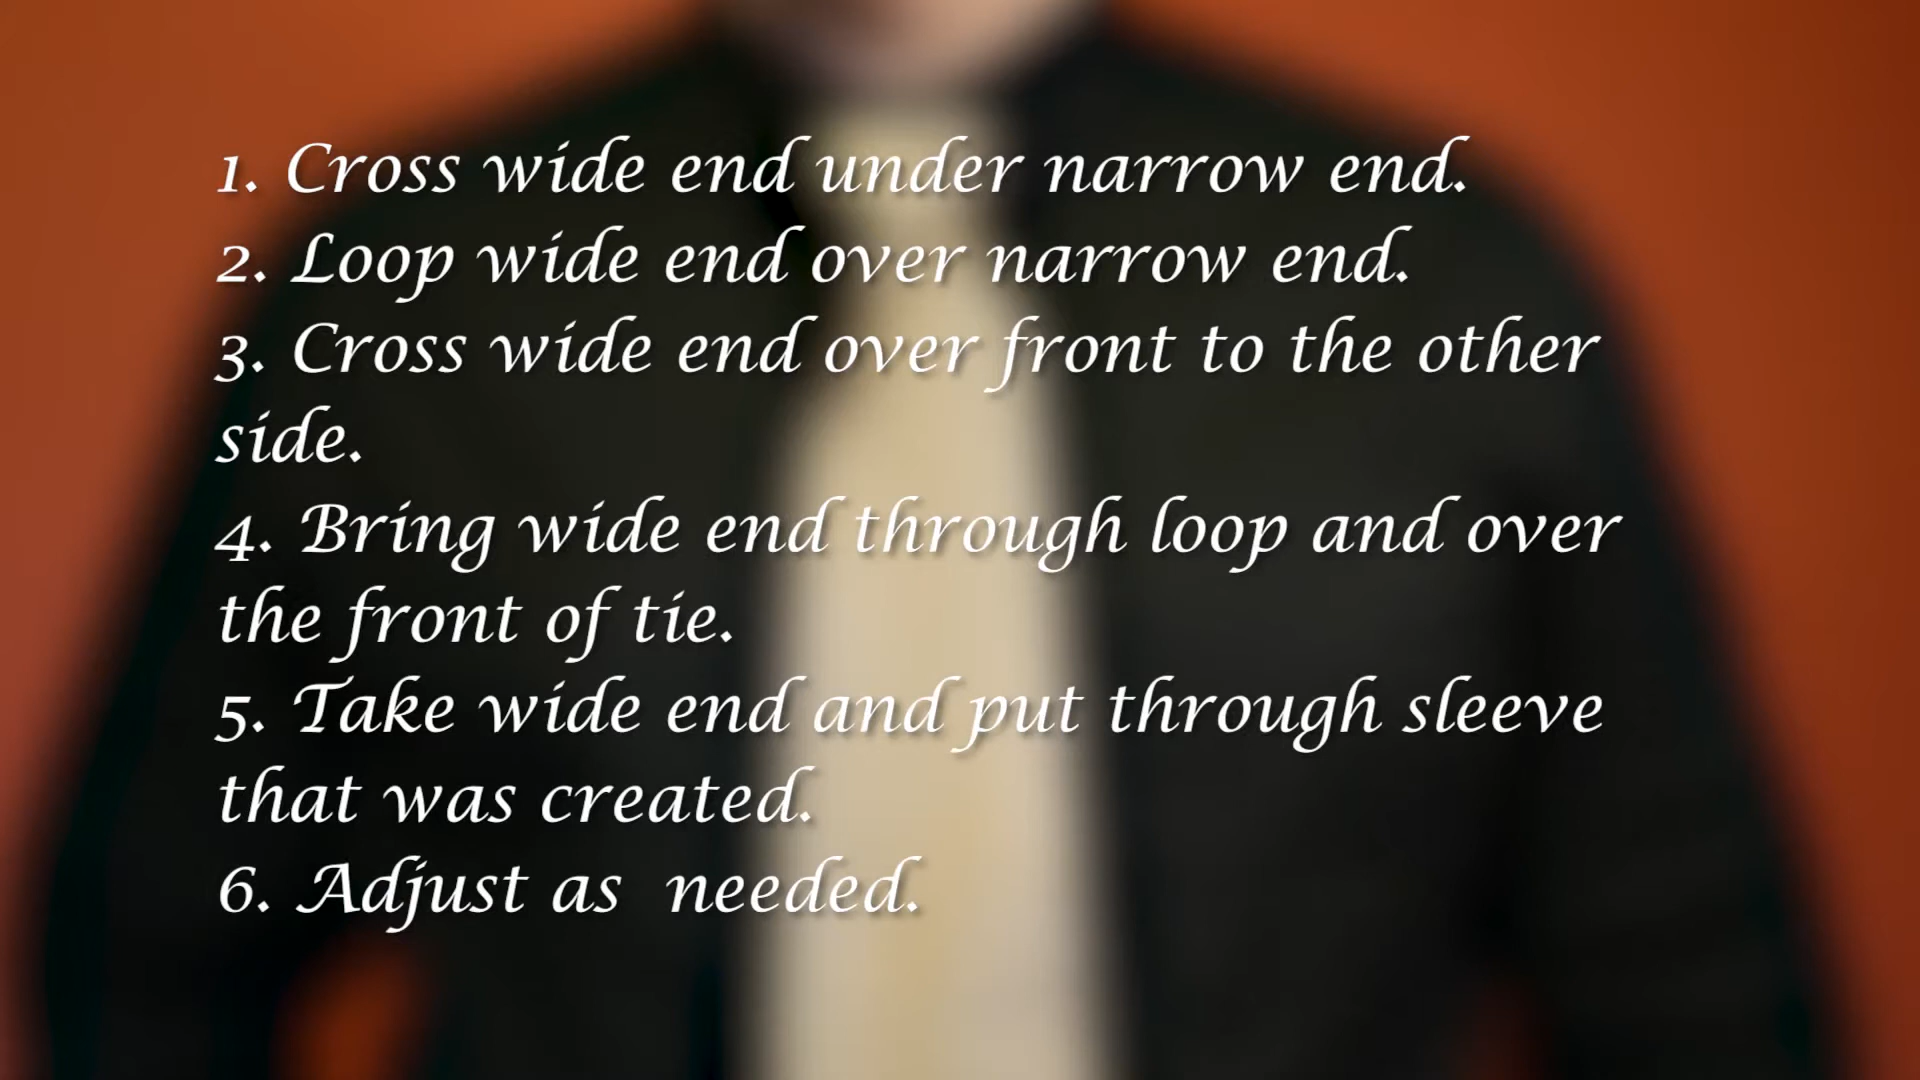 1. Cross wide end under narrow end.
2. Loop wide end over narrow end.
3. Cross wide end over front to the other
side.
4. Bring wide end through loop and over
the front of tie.
5. Take wide end and put through sleeve
that was created.
6. Adjust as  needed.